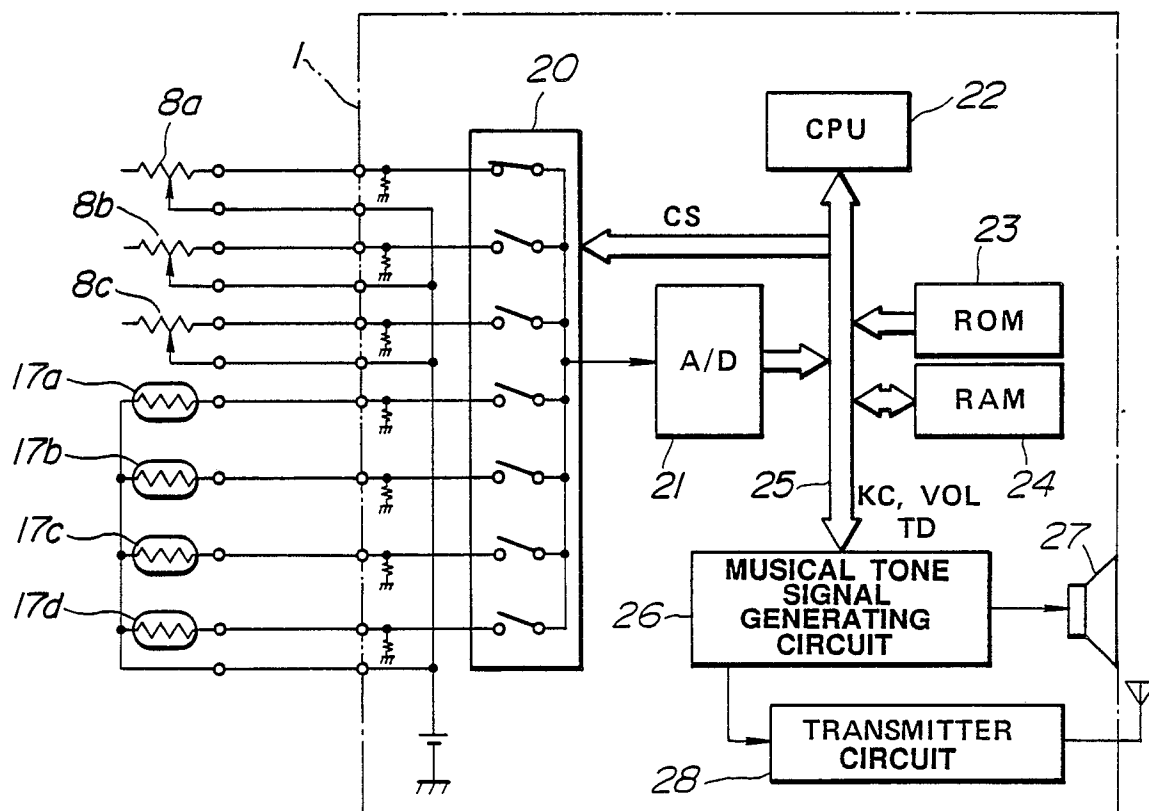 1
20
8a
22
CPU
8b
CS
23
8c
ROM
A/D
17a
RAM
17b
21
25
24
KC, VOL
TD
17c
27
MUSICAL TONE
SIGNAL
GENERATING
CIRCUIT
17d
26
TRANSMITTER
CIRCUIT
28